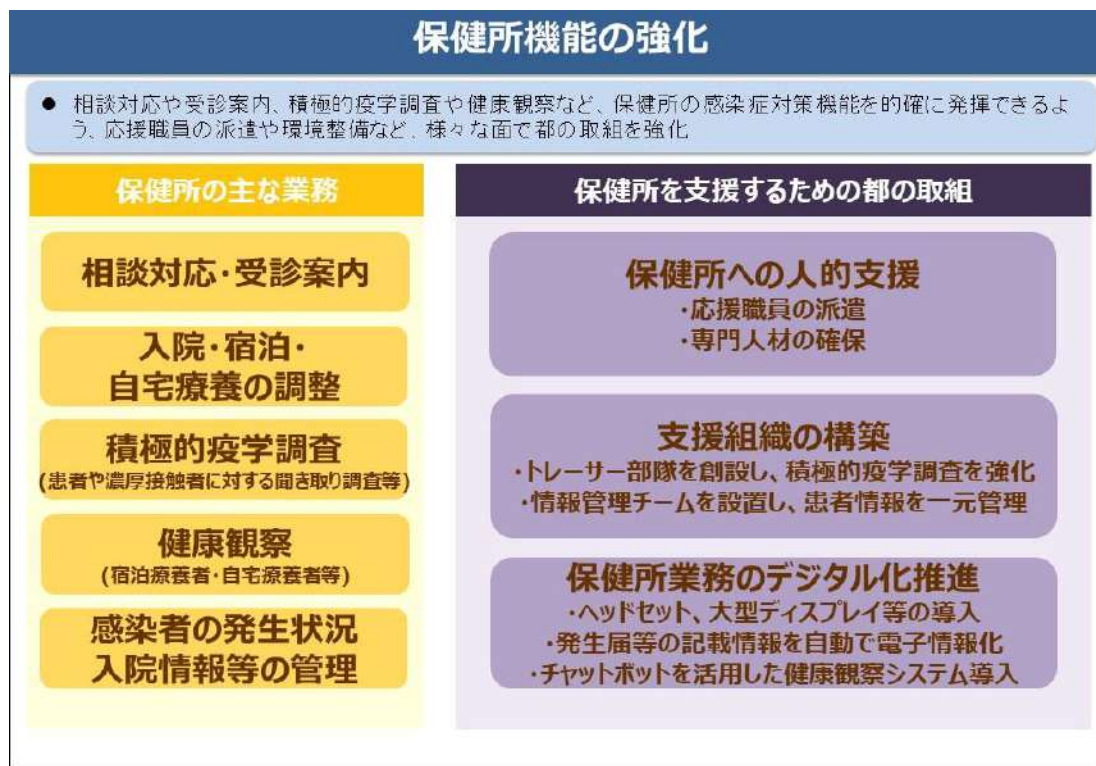 保健所機能の強化
● 相談対応や受診案内、積極的疫学調査や健康観察など、保健所の感染症対策機能を的確に発揮できるよ
う、応援職員の派遣や環境整備など、様々な面で都の取組を強化
保健所の主な業務
相談対応・受診案内
入院・宿泊・
自宅療養の調整
積極的疫学調査
(患者や濃厚接触者に対する聞き取り調査等)
健康観察
(宿泊療養者・自宅療養者等)
感染者の発生状況
入院情報等の管理
保健所を支援するための都の取組
保健所への人的支援
・応援職員の派遣
・専門人材の確保
支援組織の構築
・トレーサー部隊を創設し、積極的疫学調査を強化
・情報管理チームを設置し、患者情報を一元管理
保健所業務のデジタル化推進
・ヘッドセット、大型ディスプレイ等の導入
・発生届等の記載情報を自動で電子情報化
・チャットボットを活用した健康観察システム導入